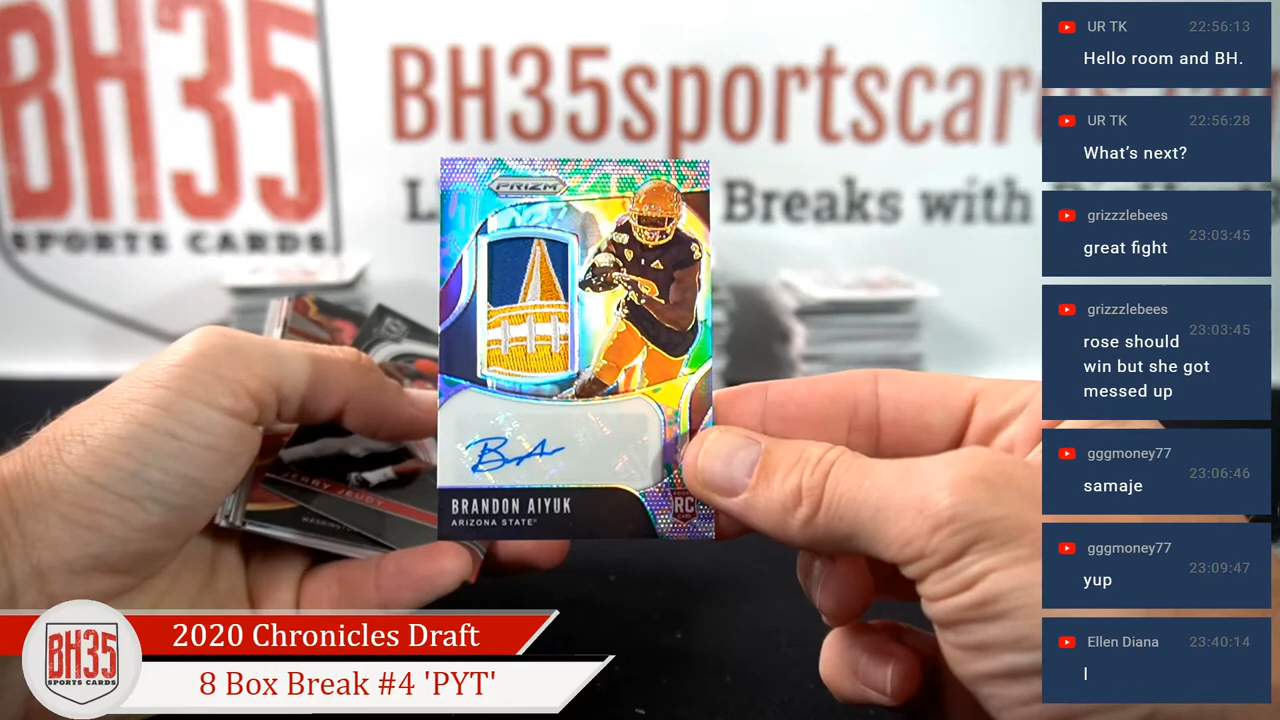 BH35
SPORTS CARDS
BH35sportscar
Breaks with
PRIZM
BRANDON AIYUK
ARIZONA STATE
RC
JERRY JEUDY
2020 Chronicles Draft
8 Box Break #4 'PYT'
BH35
SPORTS CARDS
UR TK 22:56:13
Hello room and BH.
UR TK 22:56:28
What's next?
grizzzlebees 23:03:45
great fight
grizzzlebees 23:03:45
rose should
win but she got
messed up
gggmoney77 23:06:46
samaje
gggmoney77 23:09:47
yup
Ellen Diana 23:40:14
I